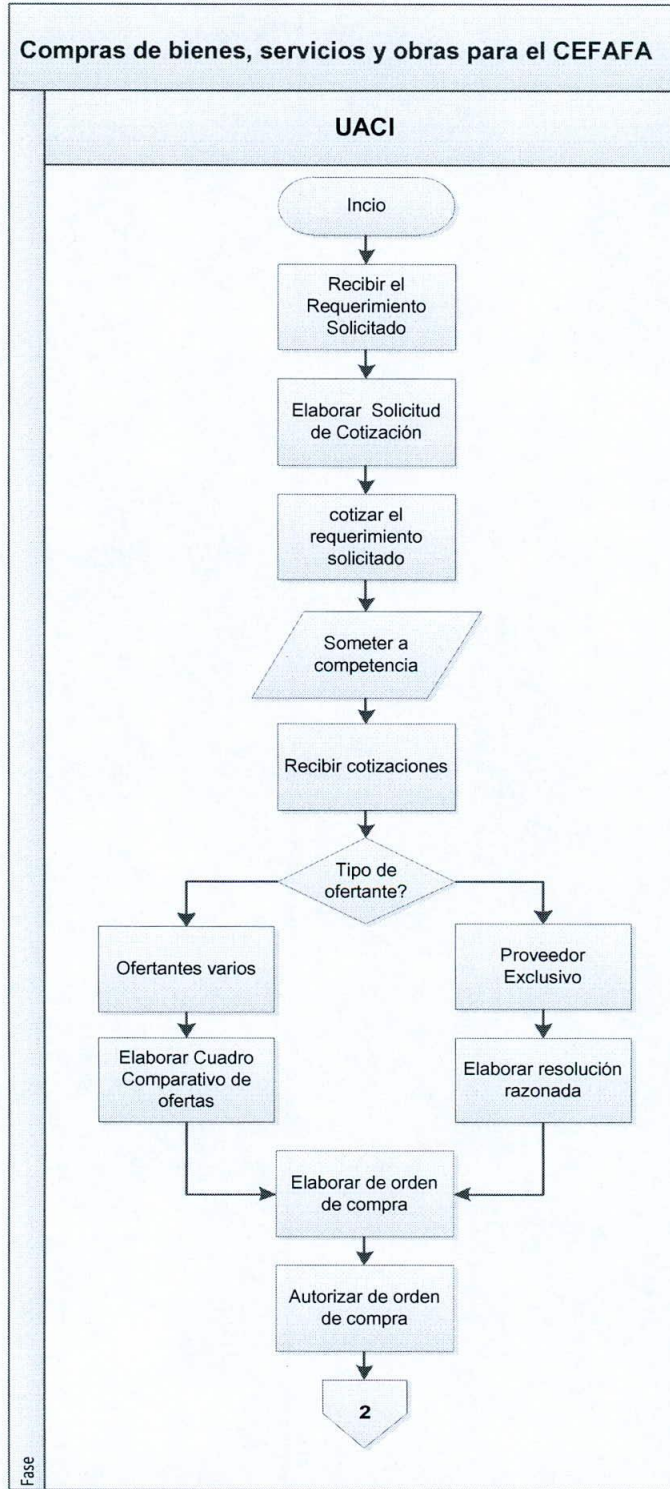 Compras de bienes, servicios y obras para el CEFAFA
UACI
Incio
Recibir el
Requerimiento
Solicitado
Elaborar Solicitud
de Cotización
cotizar el
requerimiento
solicitado
Someter a
competencia
Recibir cotizaciones
Tipo de
ofertante?
Ofertantes varios
Proveedor
Exclusivo
Elaborar Cuadro
Comparativo de
ofertas
Elaborar resolución
razonada
Elaborar de orden
de compra
Autorizar de orden
de compra
2
Fase